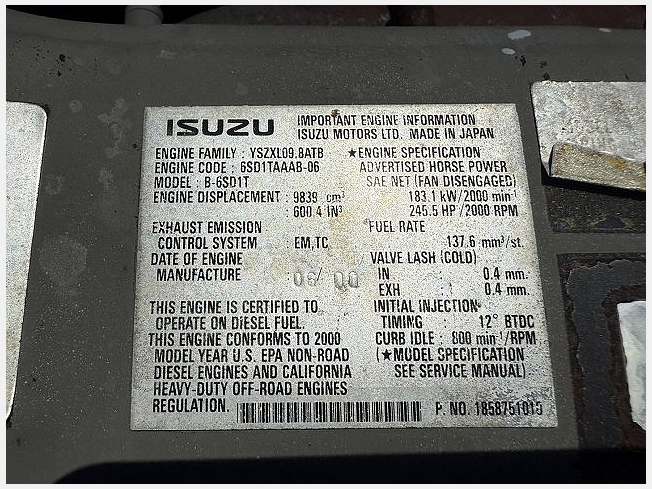 ISUZU IMPORTANT ENGINE INFORMATION
ISUZU MOTORS LTD. MADE IN JAPAN
ENGINE FAMILY : YSZXL09.8ATB
ENGINE CODE : 6SD1TAAAB-06
MODEL : B-6SD1T
ENGINE DISPLACEMENT : 9839 cm³
: 600.4 IN³
EXHAUST EMISSION
CONTROL SYSTEM : EM,TC
DATE OF ENGINE
MANUFACTURE : 06/ 00
THIS ENGINE IS CERTIFIED TO
OPERATE ON DIESEL FUEL.
THIS ENGINE CONFORMS TO 2000
MODEL YEAR U.S. EPA NON-ROAD
DIESEL ENGINES AND CALIFORNIA
HEAVY-DUTY OFF-ROAD ENGINES
REGULATION.
★ENGINE SPECIFICATION
ADVERTISED HORSE POWER
SAE NET (FAN DISENGAGED)
183.1 kW/2000 min⁻¹
245.5 HP /2000 RPM
FUEL RATE
137.6 mm³/st.
VALVE LASH (COLD)
IN : 0.4 mm.
EXH : 0.4 mm.
INITIAL INJECTION
TIMING : 12° BTDC
CURB IDLE : 800 min⁻¹/RPM
(★MODEL SPECIFICATION
SEE SERVICE MANUAL)
P. NO. 1858751015